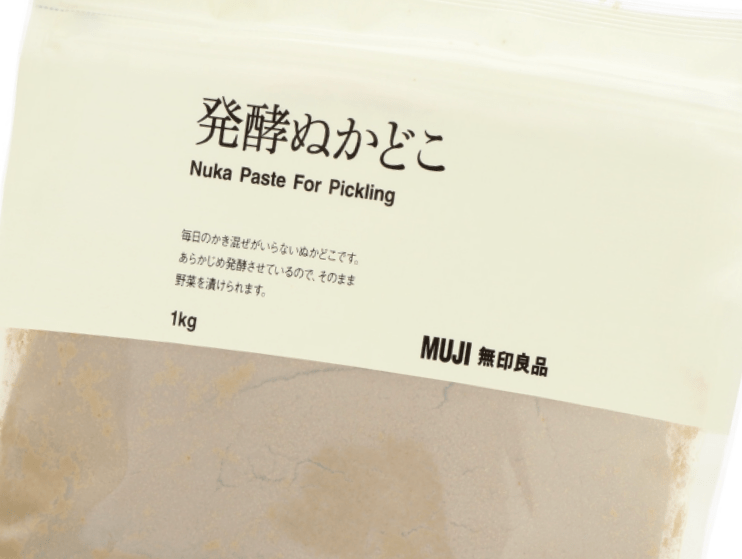 発酵ぬかどこ
Nuka Paste For Pickling
毎日のかき混ぜがいらないぬかどこです。
あらかじめ発酵させているので、そのまま
野菜を漬けられます。
1kg
MUJI 無印良品